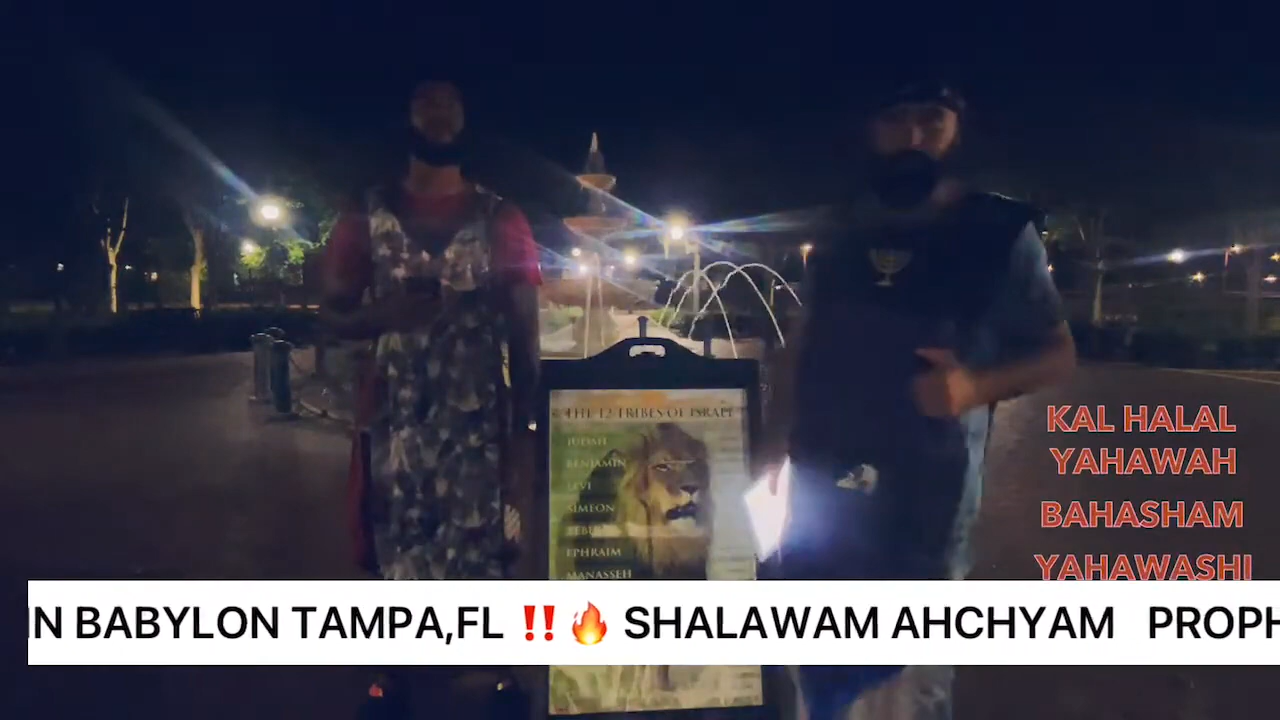 THE 12 TRIBES OF ISRAEL
JUDAH
BENJAMIN
LEVI
SIMEON
EPHRAIM
MANASSEH
KAL HALAL
YAHAWAH
BAHASHAM
YAHAWASHI
IN BABYLON TAMPA,FL ‼️🔥 SHALAWAM AHCHYAM PROPH